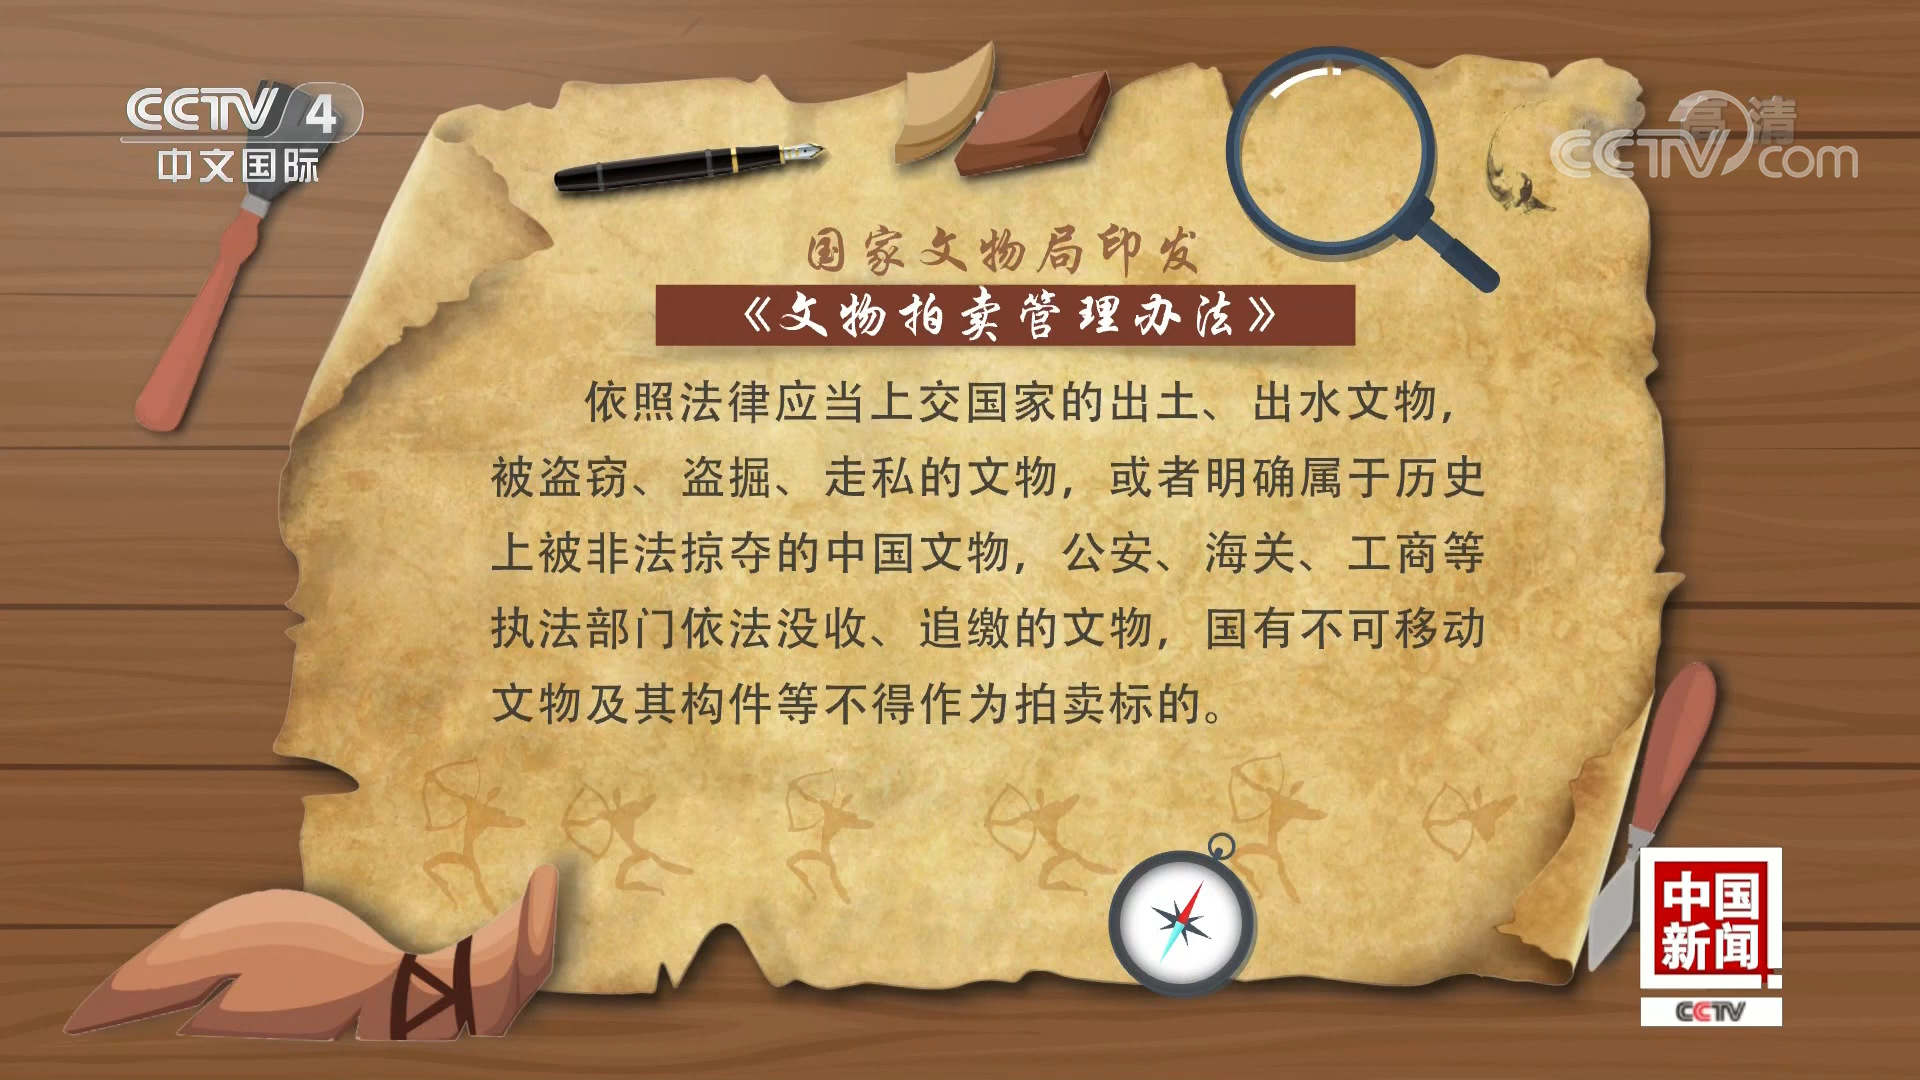 CCTV 4
中文国际
高清
CCTV.com
国家文物局印发
《文物拍卖管理办法》
依照法律应当上交国家的出土、出水文物，
被盗窃、盗掘、走私的文物，或者明确属于历史
上被非法掠夺的中国文物，公安、海关、工商等
执法部门依法没收、追缴的文物，国有不可移动
文物及其构件等不得作为拍卖标的。
中国
新闻
CCTV